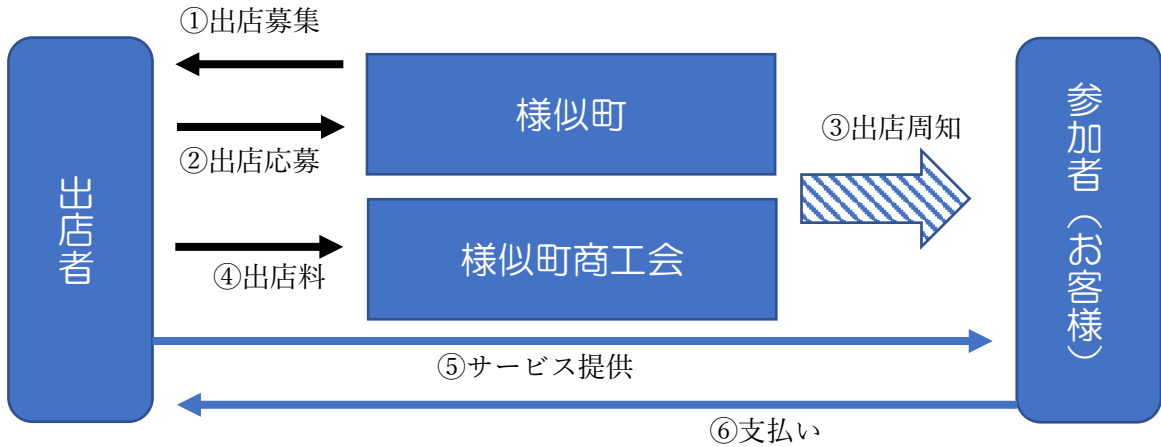 ①出店募集
様似町
②出店応募
③出店周知
出店者
様似町商工会
④出店料
参加者（お客様）
⑤サービス提供
⑥支払い